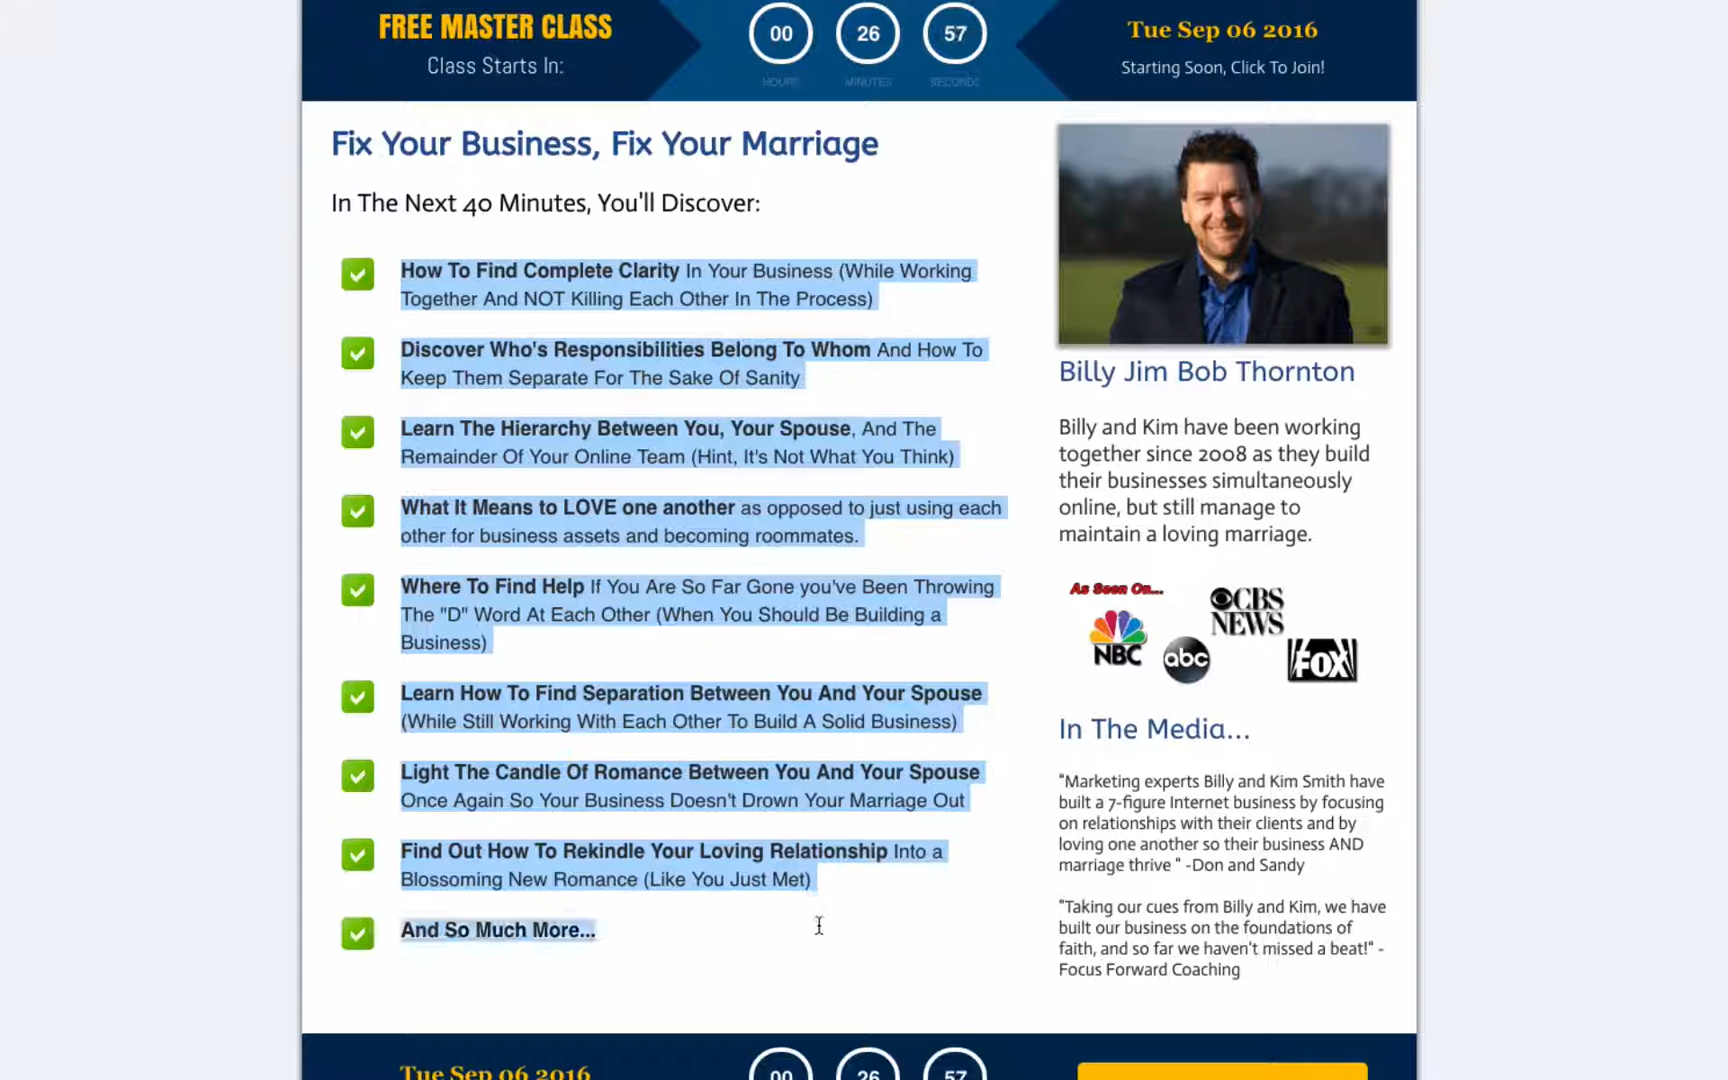 FREE MASTER CLASS
Class Starts In:
00
26
57
HOURS
MINUTES
SECONDS
Tue Sep 06 2016
Starting Soon, Click To Join!
Fix Your Business, Fix Your Marriage
In The Next 40 Minutes, You'll Discover:
How To Find Complete Clarity In Your Business (While Working
Together And NOT Killing Each Other In The Process)
Discover Who's Responsibilities Belong To Whom And How To
Keep Them Separate For The Sake Of Sanity
Learn The Hierarchy Between You, Your Spouse, And The
Remainder Of Your Online Team (Hint, It's Not What You Think)
What It Means to LOVE one another as opposed to just using each
other for business assets and becoming roommates.
Where To Find Help If You Are So Far Gone you've Been Throwing
The "D" Word At Each Other (When You Should Be Building a
Business)
Learn How To Find Separation Between You And Your Spouse
(While Still Working With Each Other To Build A Solid Business)
Light The Candle Of Romance Between You And Your Spouse
Once Again So Your Business Doesn't Drown Your Marriage Out
Find Out How To Rekindle Your Loving Relationship Into a
Blossoming New Romance (Like You Just Met)
And So Much More...
Billy Jim Bob Thornton
Billy and Kim have been working
together since 2008 as they build
their businesses simultaneously
online, but still manage to
maintain a loving marriage.
As Seen On...
CBS
NEWS
NBC
abc
FOX
In The Media...
"Marketing experts Billy and Kim Smith have
built a 7-figure Internet business by focusing
on relationships with their clients and by
loving one another so their business AND
marriage thrive " -Don and Sandy
"Taking our cues from Billy and Kim, we have
built our business on the foundations of
faith, and so far we haven't missed a beat!" -
Focus Forward Coaching
Tue Sep 06 2016
00
26
57